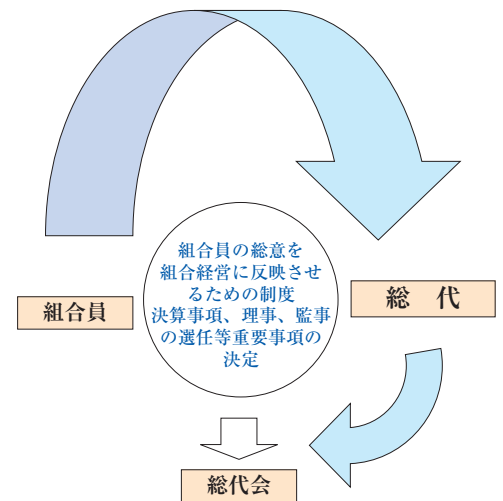 組合員の総意を
組合経営に反映させ
るための制度
決算事項、理事、監事
の選任等重要事項の
決定
組合員
総 代
総代会